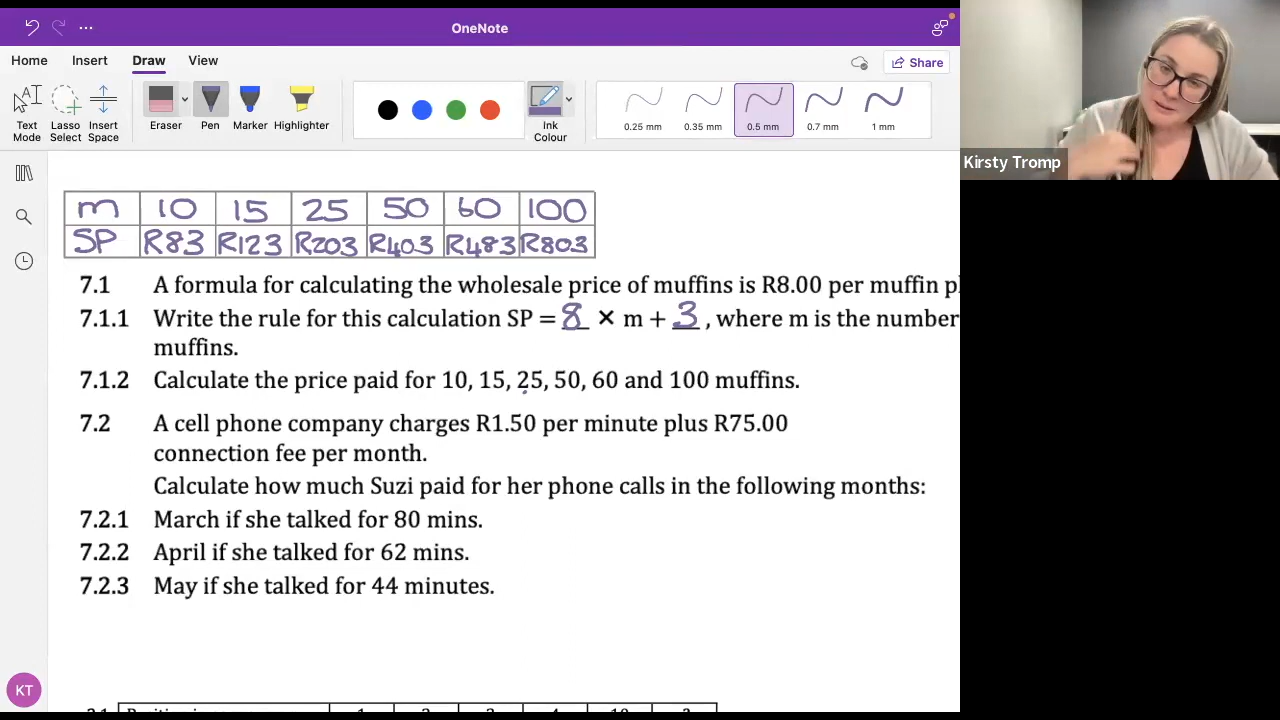 OneNote
Home Insert Draw View
Share
Text Mode Lasso Select Insert Space Eraser Pen Marker Highlighter Ink Colour 0.25 mm 0.35 mm 0.5 mm 0.7 mm 1 mm
Kirsty Tromp
m 10 15 25 50 60 100
SP R83 R123 R203 R403 R483 R803
7.1 A formula for calculating the wholesale price of muffins is R8.00 per muffin pl
7.1.1 Write the rule for this calculation SP = 8 × m + 3 , where m is the number
muffins.
7.1.2 Calculate the price paid for 10, 15, 25, 50, 60 and 100 muffins.
7.2 A cell phone company charges R1.50 per minute plus R75.00
connection fee per month.
Calculate how much Suzi paid for her phone calls in the following months:
7.2.1 March if she talked for 80 mins.
7.2.2 April if she talked for 62 mins.
7.2.3 May if she talked for 44 minutes.
KT